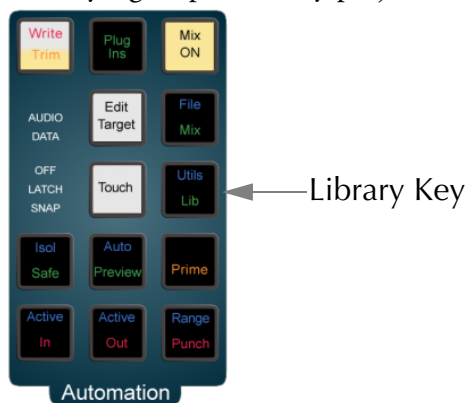 Write
Trim
Plug
Ins
Mix
ON
AUDIO
DATA
Edit
Target
File
Mix
OFF
LATCH
SNAP
Touch
Utils
Lib
Library Key
Isol
Safe
Auto
Preview
Prime
Active
In
Active
Out
Range
Punch
Automation